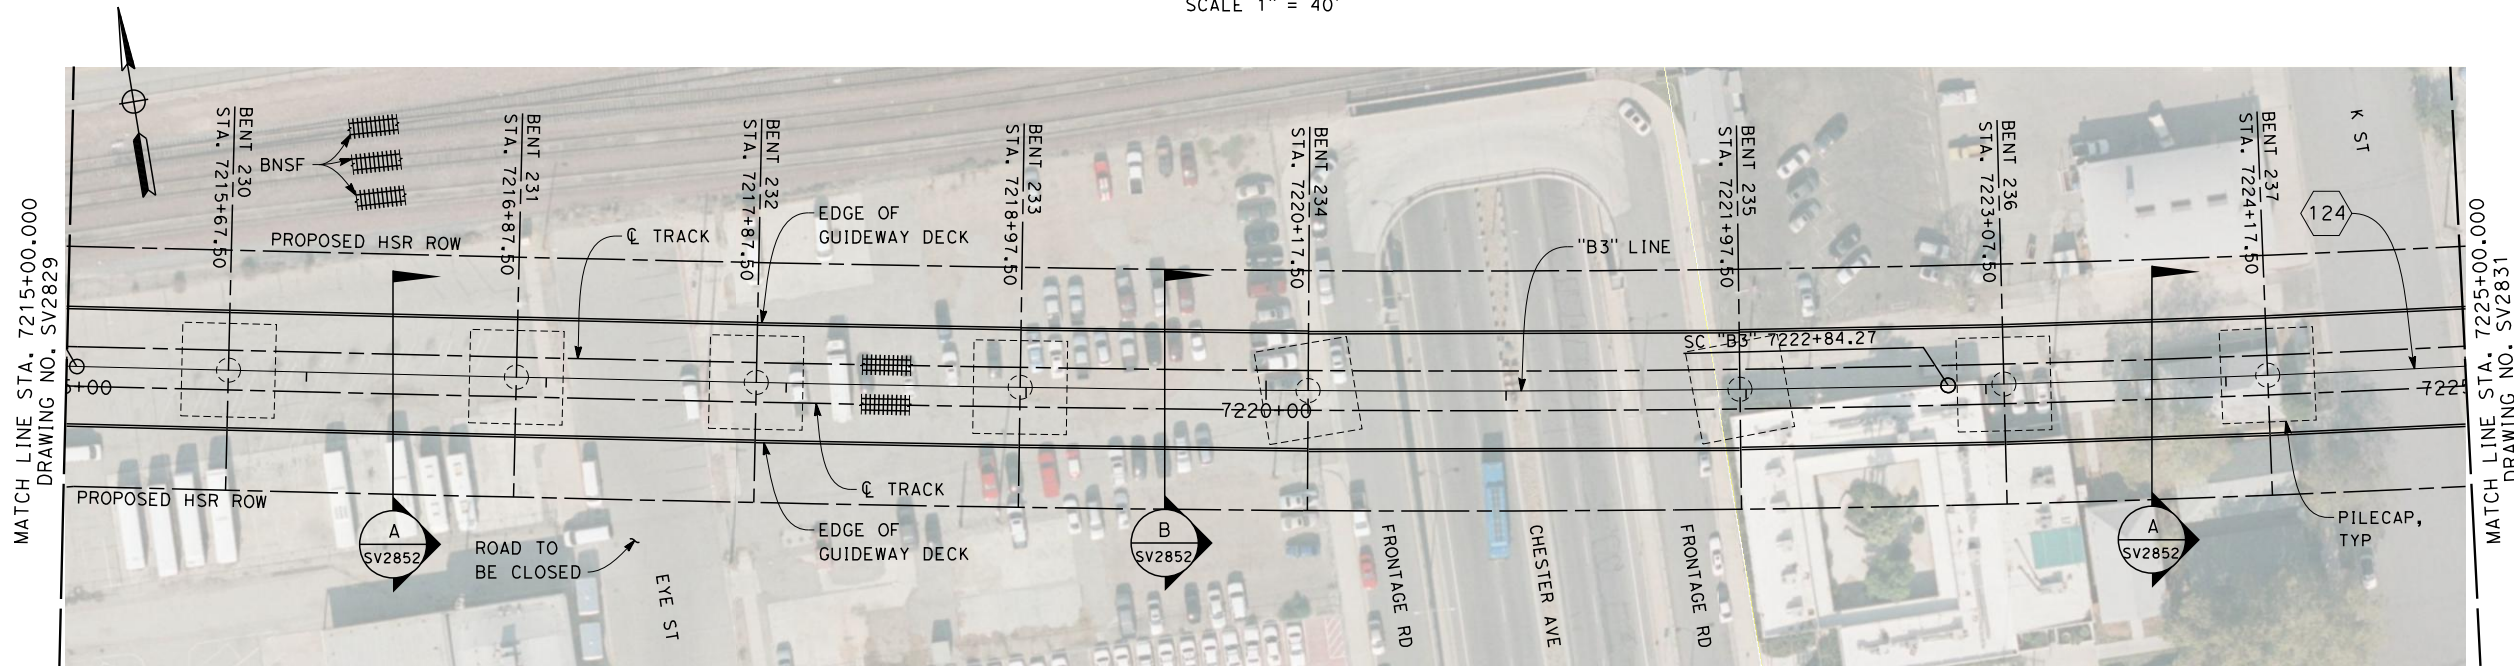 SCALE 1" = 40'
MATCH LINE STA. 7215+00.000
DRAWING NO. SV2829
BENT 230
STA. 7215+67.50
BNSF
BENT 231
STA. 7216+87.50
BENT 232
STA. 7217+87.50
BENT 233
STA. 7218+97.50
BENT 234
STA. 7220+17.50
BENT 235
STA. 7221+97.50
BENT 236
STA. 7223+07.50
BENT 237
STA. 7224+17.50
K ST
124
PROPOSED HSR ROW
℄ TRACK
EDGE OF
GUIDEWAY DECK
"B3" LINE
SC "B3" 7222+84.27
5+00
7220+00
7225
PROPOSED HSR ROW
℄ TRACK
EDGE OF
GUIDEWAY DECK
A
SV2852
ROAD TO
BE CLOSED
EYE ST
B
SV2852
FRONTAGE RD
CHESTER AVE
FRONTAGE RD
A
SV2852
PILECAP,
TYP
MATCH LINE STA. 7225+00.000
DRAWING NO. SV2831